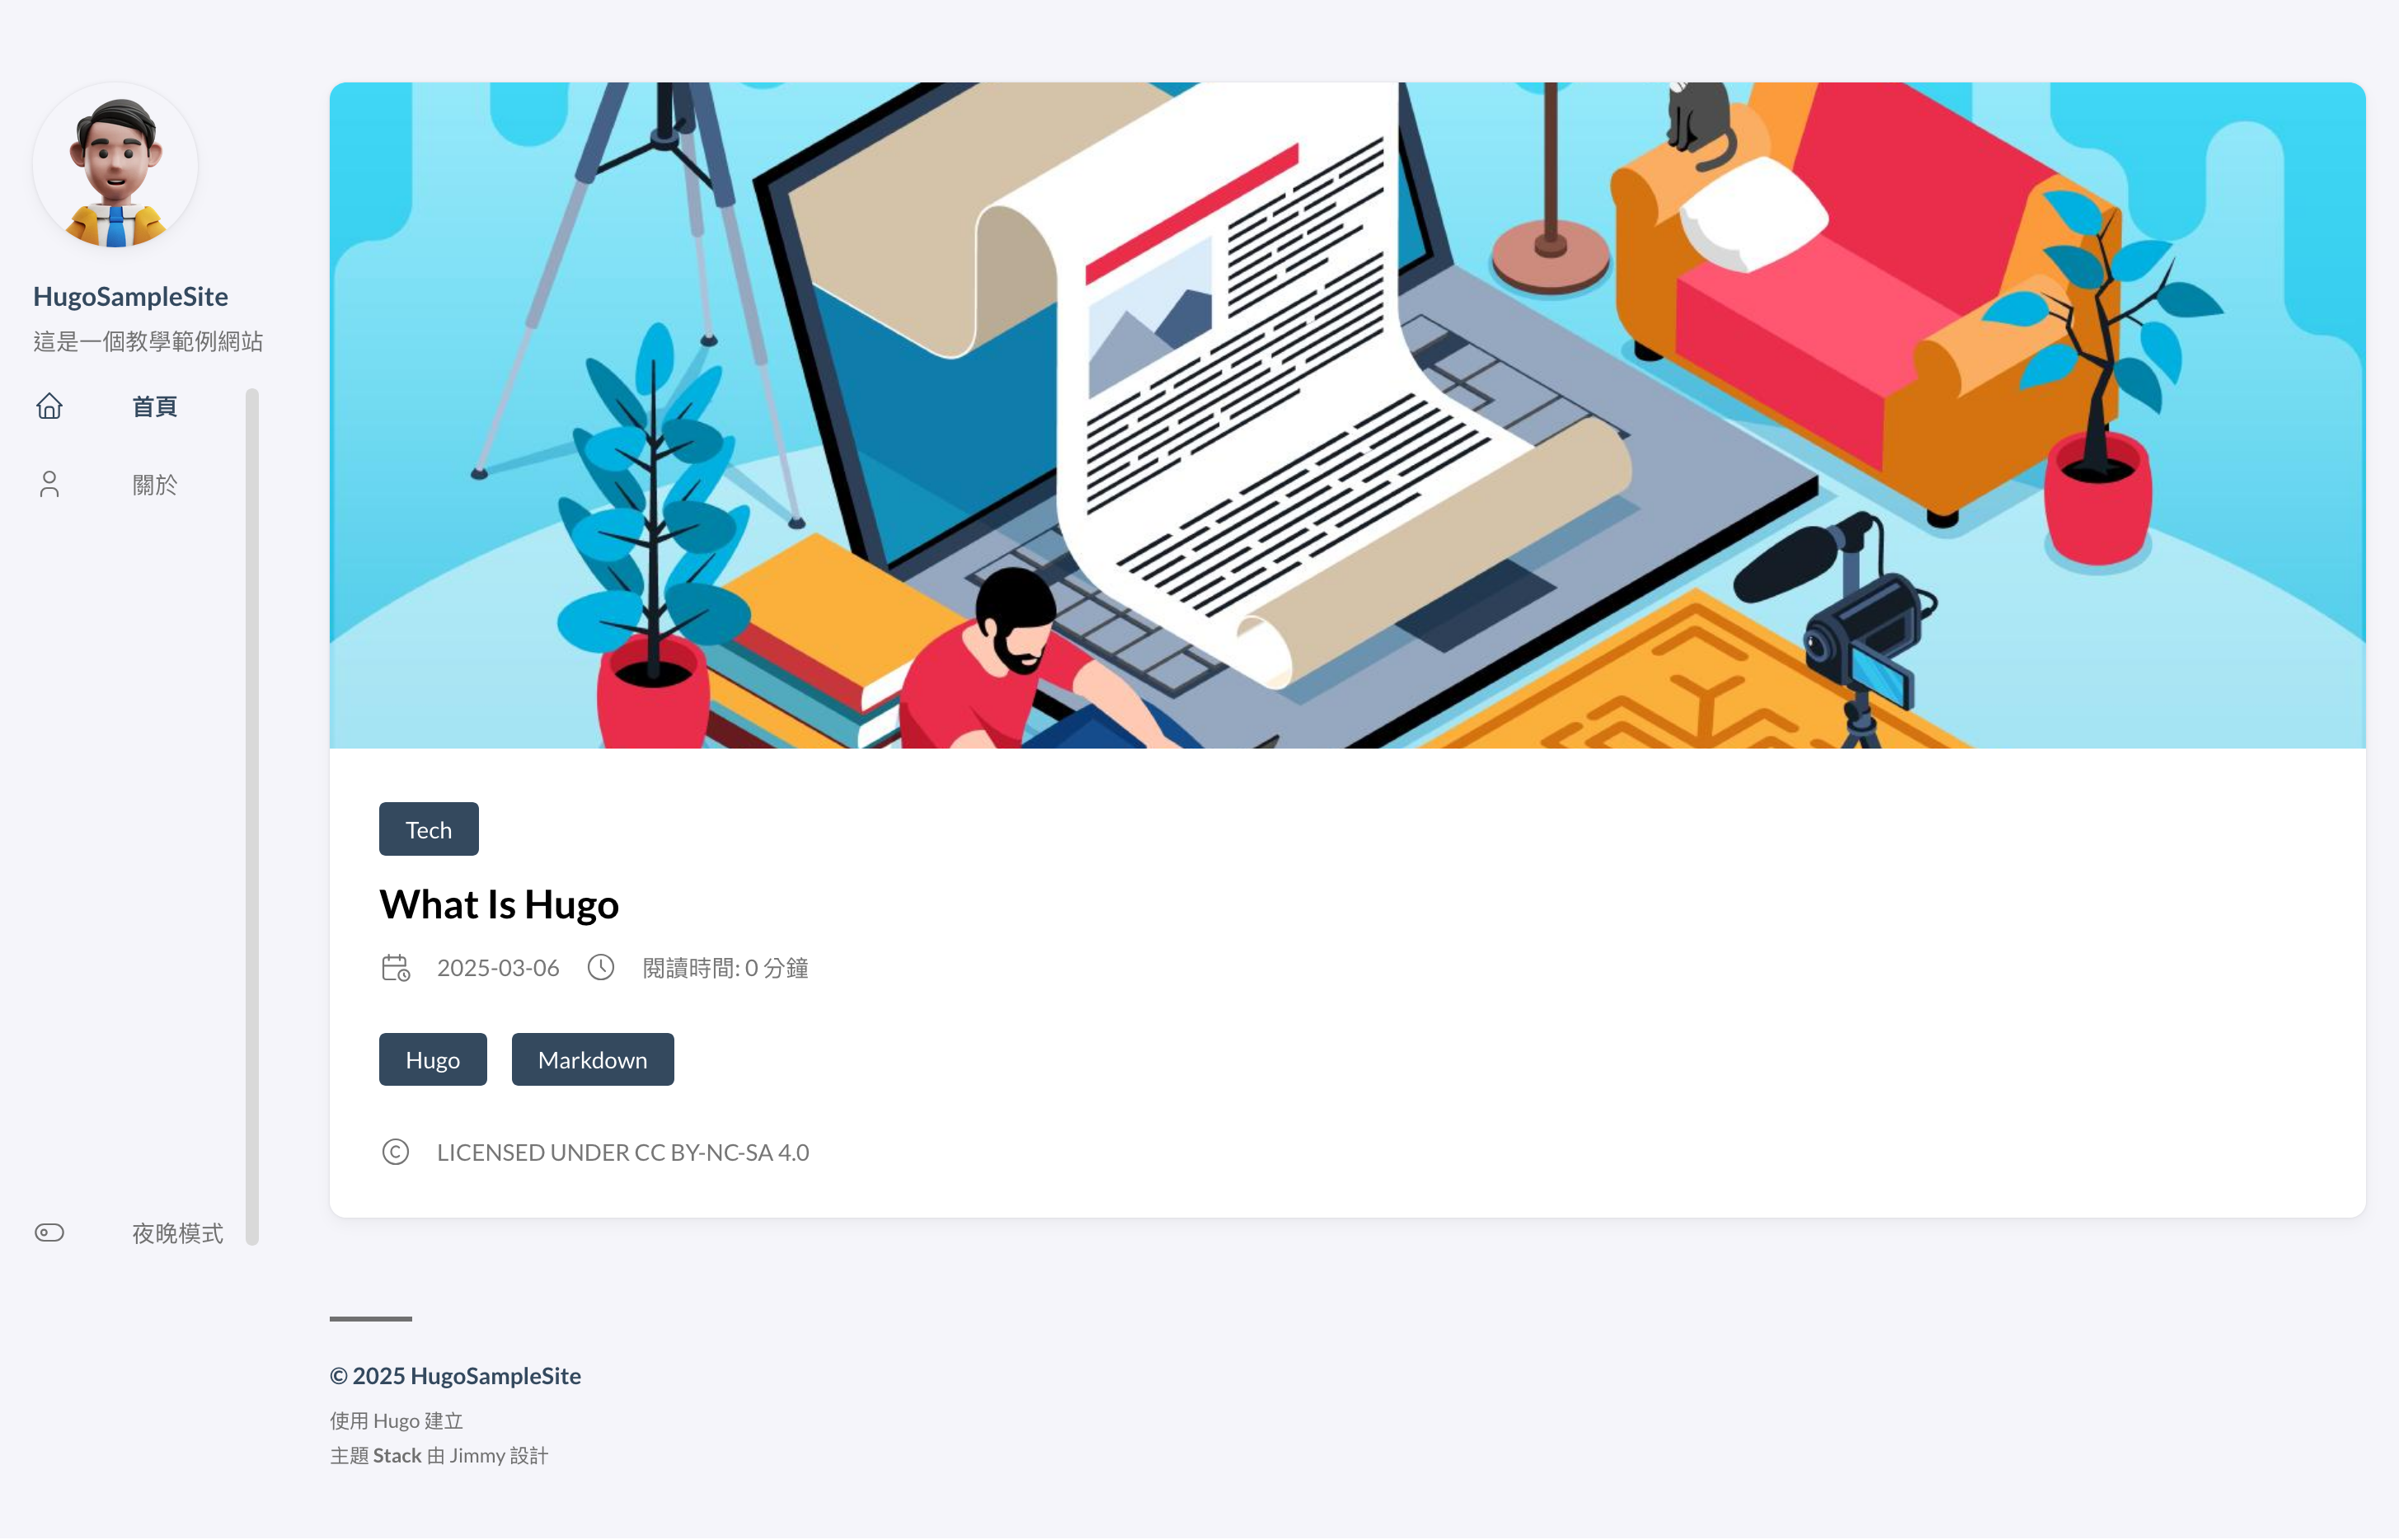 HugoSampleSite
這是一個教學範例網站
首頁
關於
夜晚模式
Tech
What Is Hugo
2025-03-06 閱讀時間: 0 分鐘
Hugo Markdown
LICENSED UNDER CC BY-NC-SA 4.0
© 2025 HugoSampleSite
使用 Hugo 建立
主題 Stack 由 Jimmy 設計